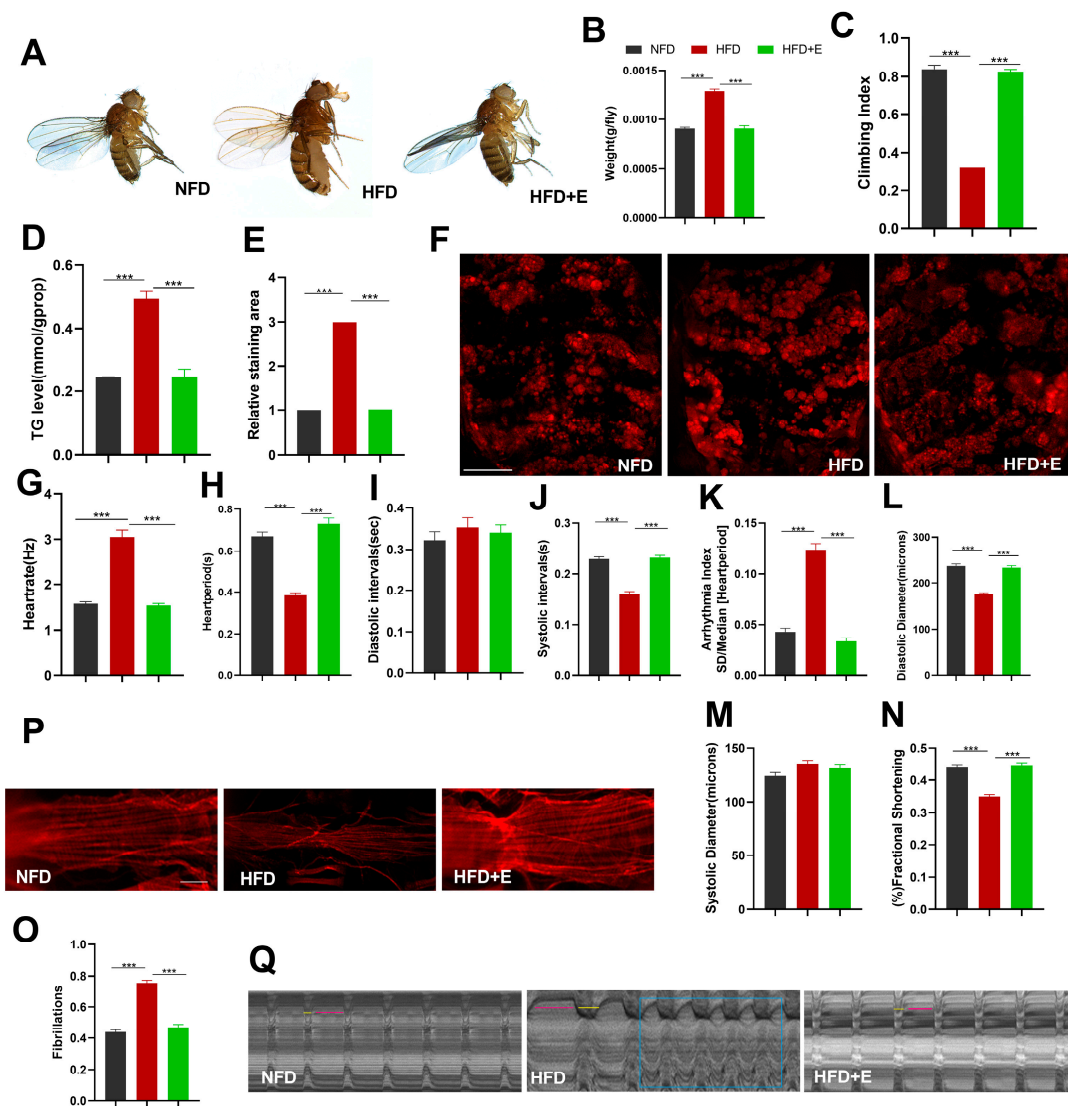 A
NFD
HFD
HFD+E
B
NFD HFD HFD+E
Weight(g/fly)
0.0015
0.0010
0.0005
0.0000
*** ***
C
Climbing Index
1.0
0.8
0.6
0.4
0.2
0.0
*** ***
D
TG level(mmol/gprop)
0.6
0.4
0.2
0.0
*** ***
E
Relative staining area
4
3
2
1
0
*** ***
F
NFD
HFD
HFD+E
G
Heartrate(Hz)
4
3
2
1
0
*** ***
H
Heartperiod(s)
0.8
0.6
0.4
0.2
0.0
*** ***
I
Diastolic intervals(sec)
0.4
0.3
0.2
0.1
0.0
J
Systolic intervals(s)
0.3
0.2
0.1
0.0
*** ***
K
Arrhythmia Index
SD/Median [Heartperiod]
0.15
0.10
0.05
0.00
*** ***
L
Diastolic Diameter(microns)
300
200
100
0
*** ***
P
NFD
HFD
HFD+E
M
Systolic Diameter(microns)
150
100
50
0
N
(%)Fractional Shortening
0.5
0.4
0.3
0.2
0.1
0.0
*** ***
O
Fibrillations
1.0
0.8
0.6
0.4
0.2
0.0
*** ***
Q
NFD
HFD
HFD+E